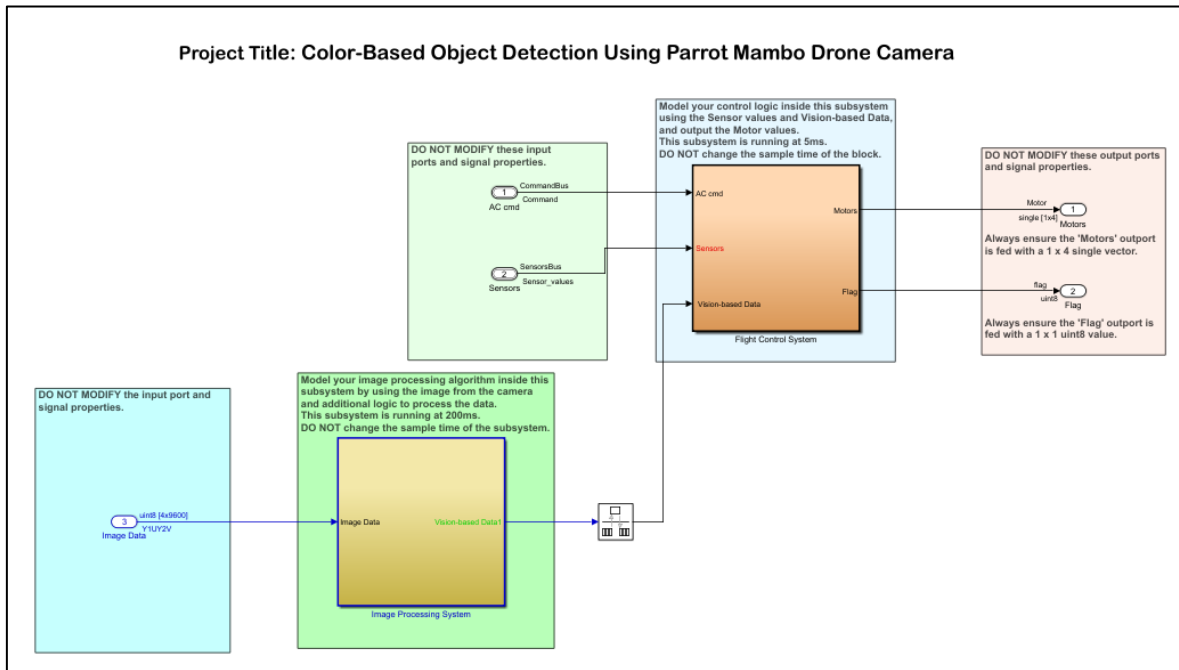 Project Title: Color-Based Object Detection Using Parrot Mambo Drone Camera
Model your control logic inside this subsystem
using the Sensor values and Vision-based Data,
and output the Motor values.
This subsystem is running at 5ms.
DO NOT change the sample time of the block.
DO NOT MODIFY these input
ports and signal properties.
1
CommandBus
Command
AC cmd
2
SensorsBus
Sensor_values
Sensors
AC cmd
Sensors
Vision-based Data
Motors
Flag
Flight Control System
DO NOT MODIFY these output ports
and signal properties.
Motor
1
single [1x4]
Motors
Always ensure the 'Motors' outport
is fed with a 1 x 4 single vector.
flag
2
uint8
Flag
Always ensure the 'Flag' outport is
fed with a 1 x 1 uint8 value.
DO NOT MODIFY the input port and
signal properties.
3
uint8 [4x9600]
Y1UY2V
Image Data
Model your image processing algorithm inside this
subsystem by using the image from the camera
and additional logic to process the data.
This subsystem is running at 200ms.
DO NOT change the sample time of the subsystem.
Image Data
Vision-based Data1
Image Processing System